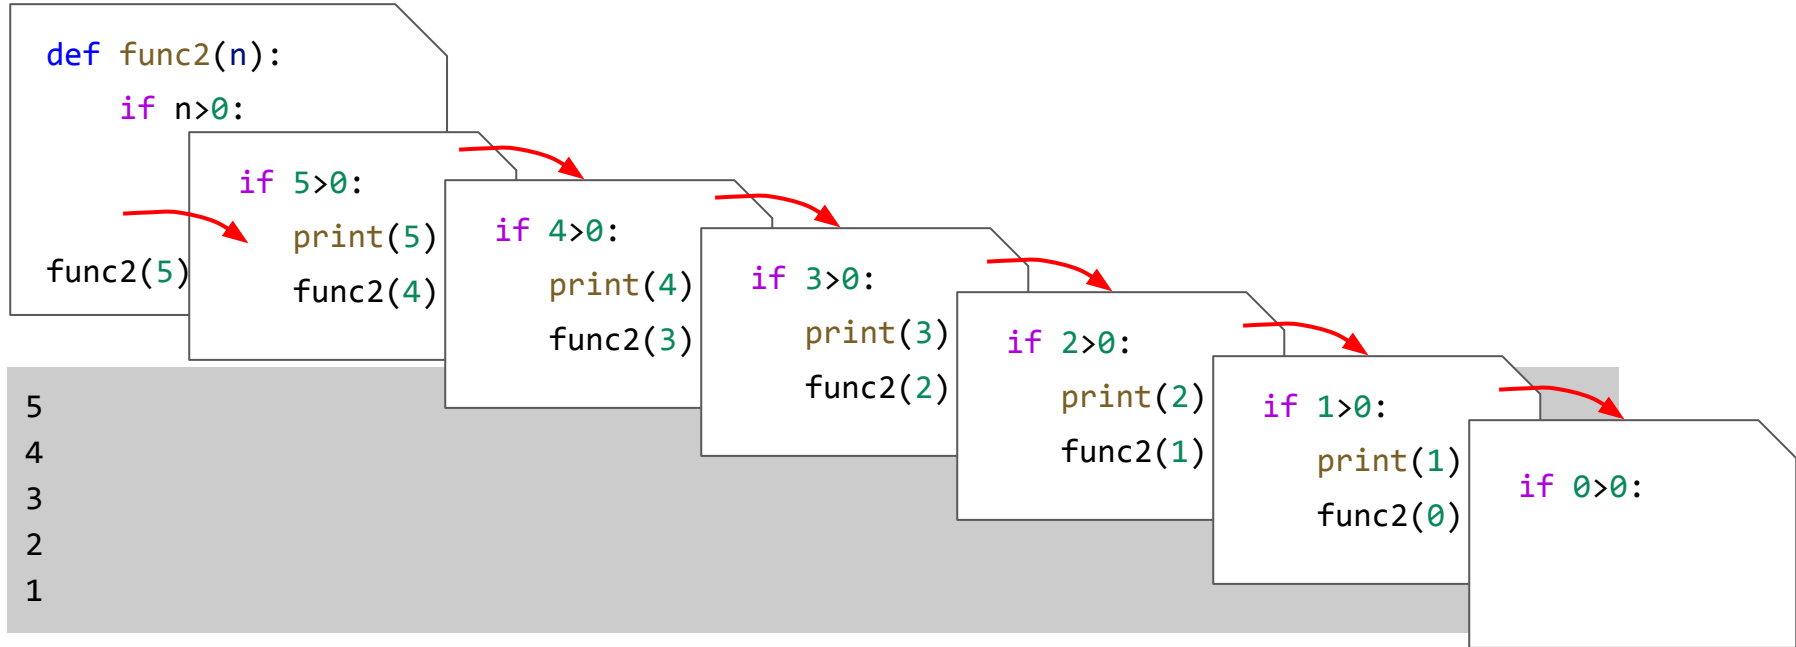 def func2(n):
if n>0:
func2(5)
if 5>0:
print(5)
func2(4)
if 4>0:
print(4)
func2(3)
if 3>0:
print(3)
func2(2)
if 2>0:
print(2)
func2(1)
if 1>0:
print(1)
func2(0)
if 0>0:
5
4
3
2
1